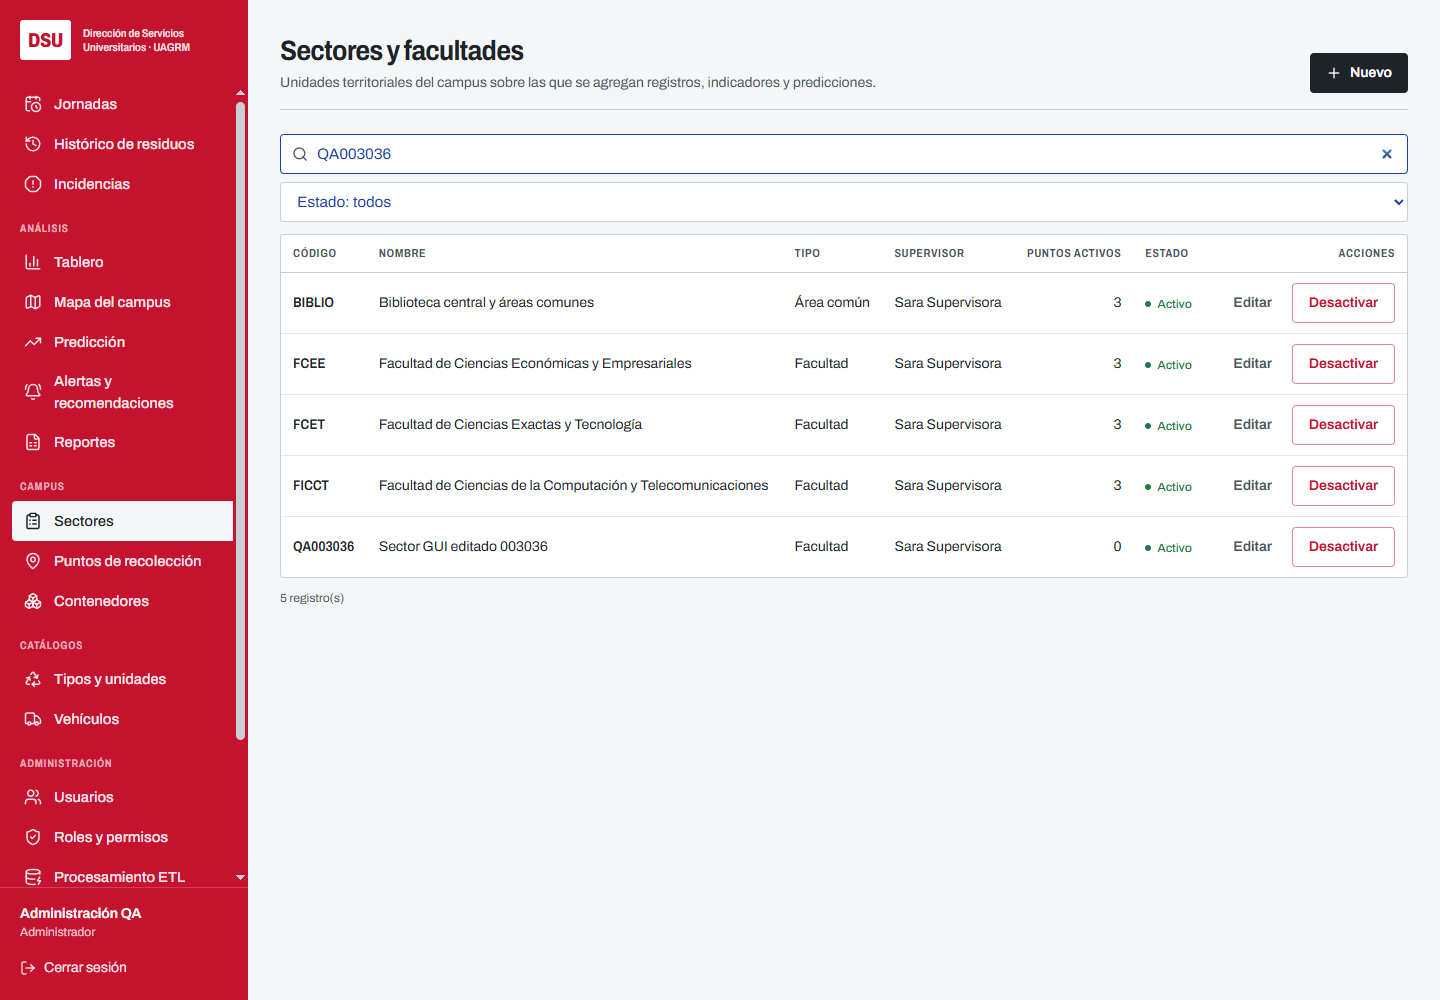 DSU
Dirección de Servicios
Universitarios · UAGRM
Jornadas
Histórico de residuos
Incidencias
ANÁLISIS
Tablero
Mapa del campus
Predicción
Alertas y
recomendaciones
Reportes
CAMPUS
Sectores
Puntos de recolección
Contenedores
CATÁLOGOS
Tipos y unidades
Vehículos
ADMINISTRACIÓN
Usuarios
Roles y permisos
Procesamiento ETL
Administración QA
Administrador
Cerrar sesión
Sectores y facultades
Unidades territoriales del campus sobre las que se agregan registros, indicadores y predicciones.
Nuevo
QA003036
Estado: todos
CÓDIGO NOMBRE TIPO SUPERVISOR PUNTOS ACTIVOS ESTADO ACCIONES
BIBLIO Biblioteca central y áreas comunes Área común Sara Supervisora 3 Activo Editar Desactivar
FCEE Facultad de Ciencias Económicas y Empresariales Facultad Sara Supervisora 3 Activo Editar Desactivar
FCET Facultad de Ciencias Exactas y Tecnología Facultad Sara Supervisora 3 Activo Editar Desactivar
FICCT Facultad de Ciencias de la Computación y Telecomunicaciones Facultad Sara Supervisora 3 Activo Editar Desactivar
QA003036 Sector GUI editado 003036 Facultad Sara Supervisora 0 Activo Editar Desactivar
5 registro(s)